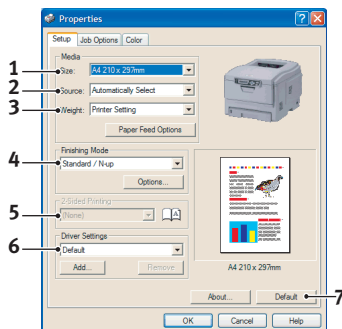 Properties
Setup Job Options Color
Media
1 Size: A4 210 x 297mm
2 Source: Automatically Select
3 Weight: Printer Setting
Paper Feed Options
Finishing Mode
4 Standard / N-up
Options...
2-Sided Printing
5 (None) A
Driver Settings
6 Default
Add... Remove
A4 210 x 297mm
About... Default 7
OK Cancel Help